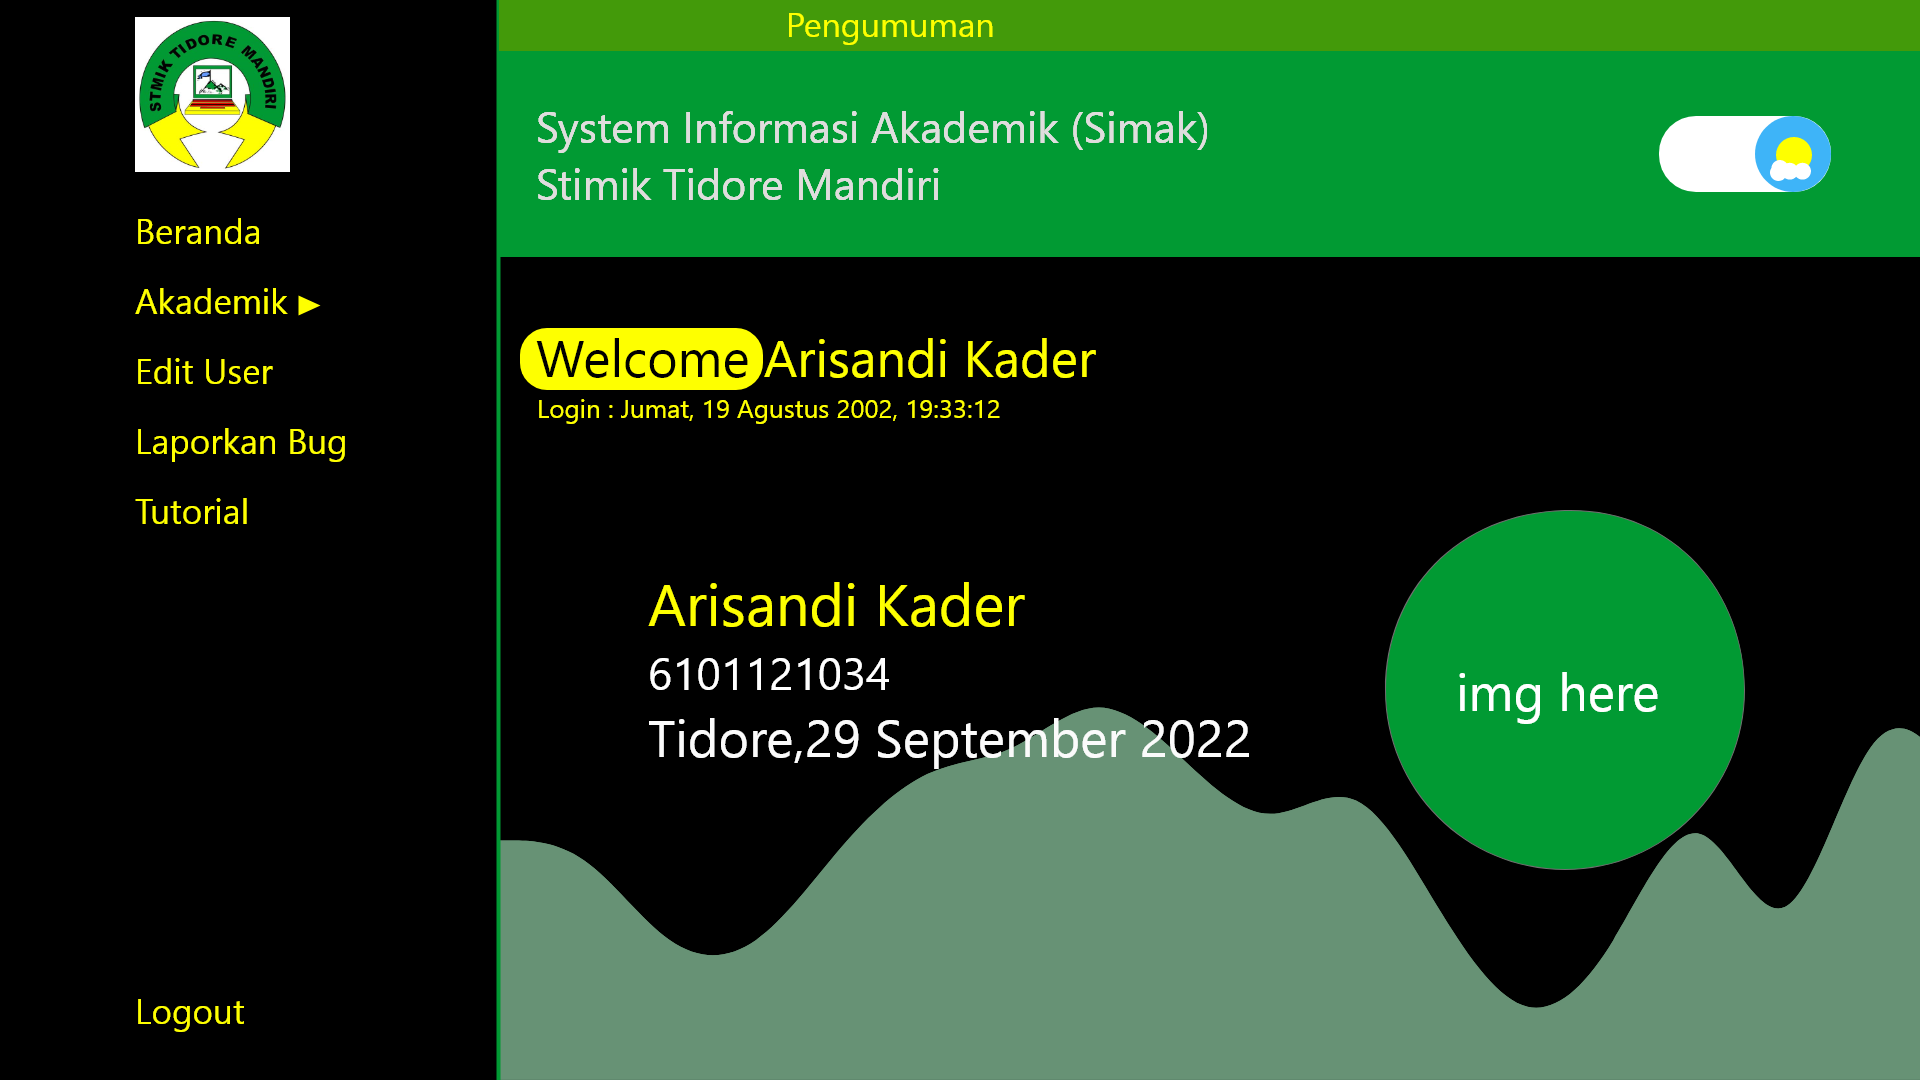 STMIK TIDORE MANDIRI
Beranda
Akademik ►
Edit User
Laporkan Bug
Tutorial
Logout
Pengumuman
System Informasi Akademik (Simak)
Stimik Tidore Mandiri
Welcome Arisandi Kader
Login : Jumat, 19 Agustus 2002, 19:33:12
Arisandi Kader
6101121034
Tidore,29 September 2022
img here